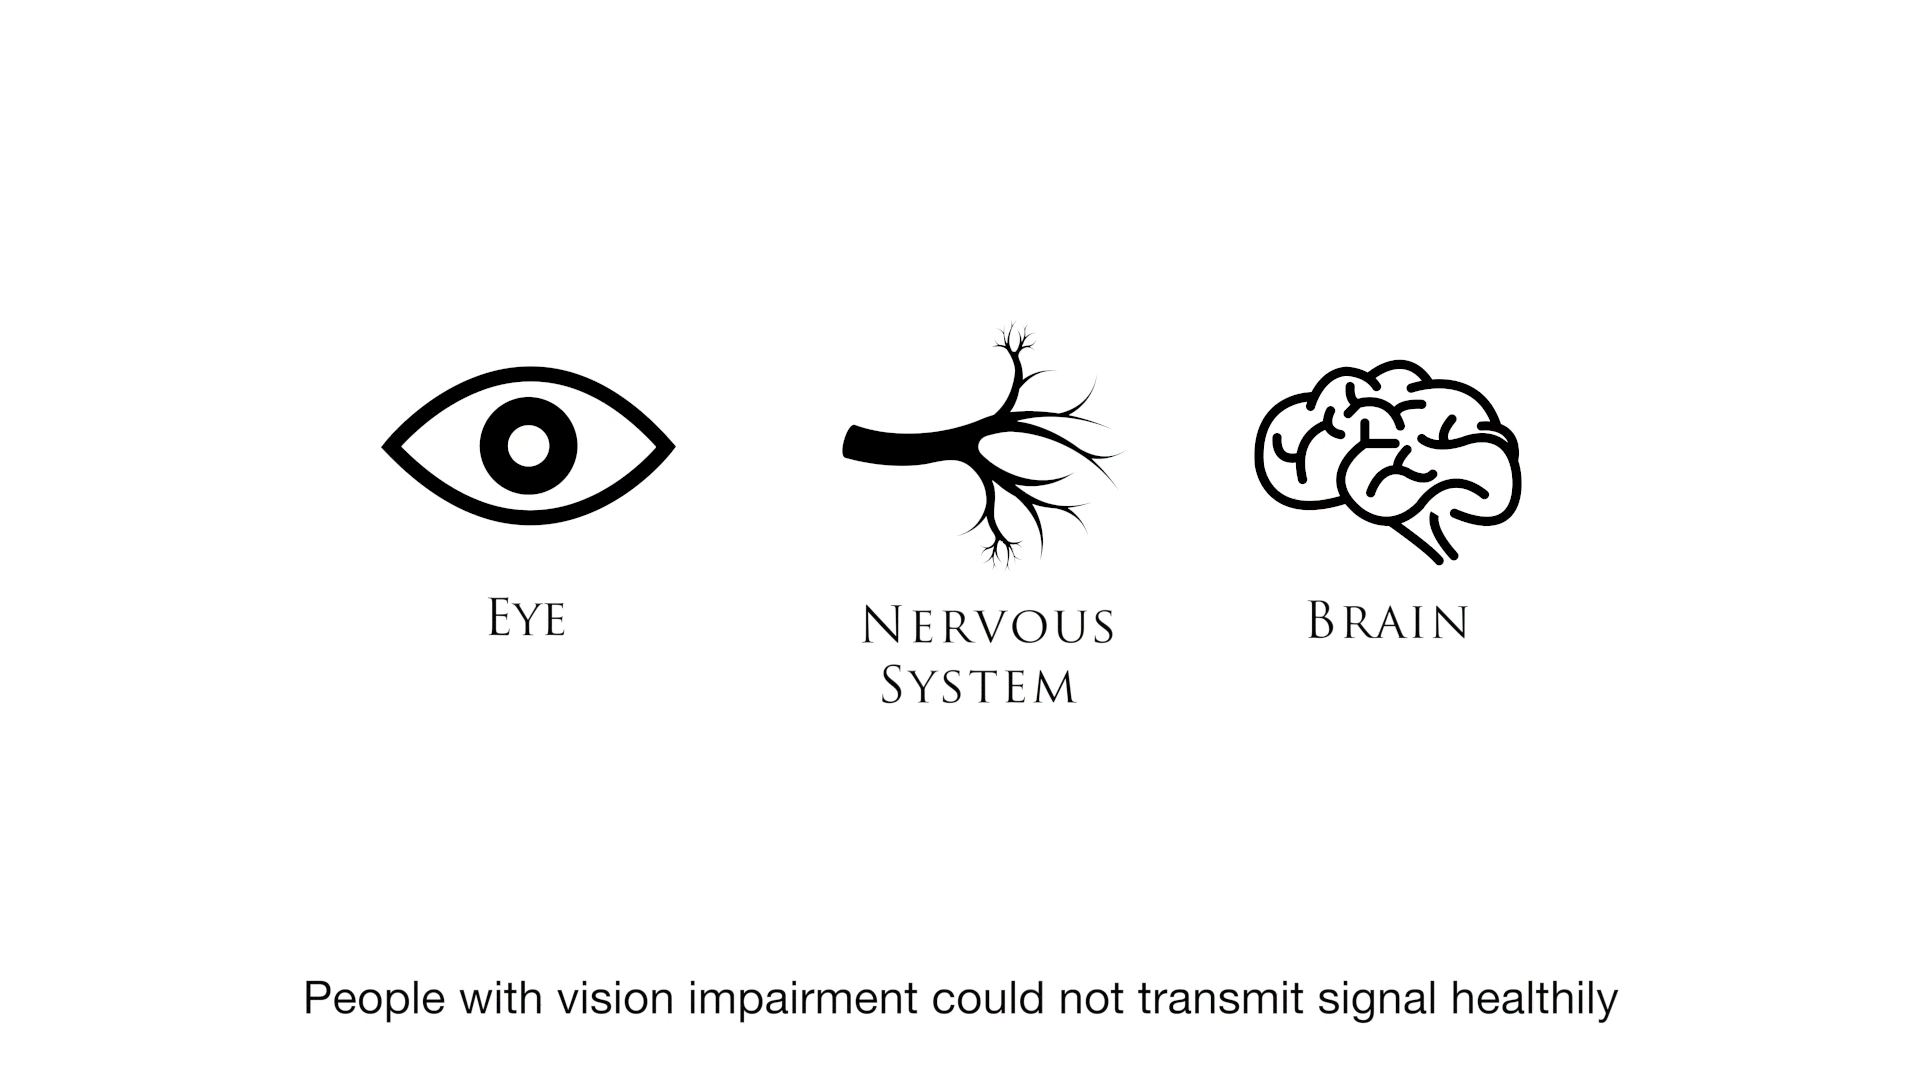 Eye
Nervous
System
Brain
People with vision impairment could not transmit signal healthily